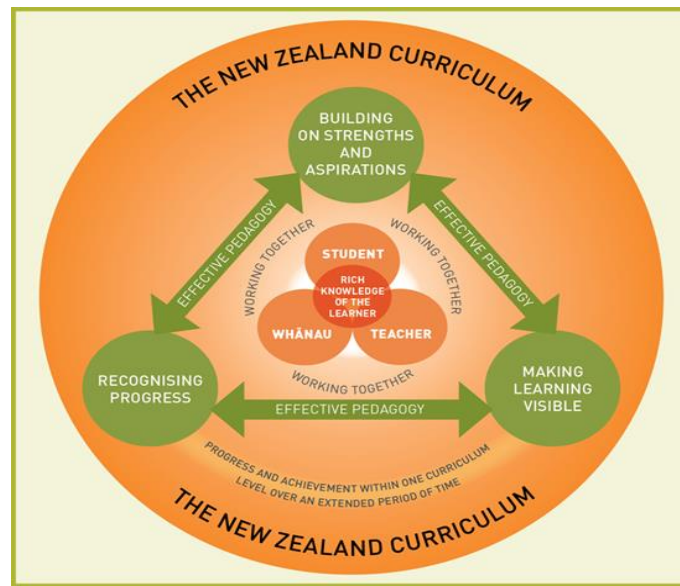 THE NEW ZEALAND CURRICULUM
BUILDING
ON STRENGTHS
AND
ASPIRATIONS
EFFECTIVE PEDAGOGY
EFFECTIVE PEDAGOGY
WORKING TOGETHER
WORKING TOGETHER
STUDENT
RICH
KNOWLEDGE
OF THE
LEARNER
WHĀNAU
TEACHER
WORKING TOGETHER
RECOGNISING
PROGRESS
EFFECTIVE PEDAGOGY
MAKING
LEARNING
VISIBLE
PROGRESS AND ACHIEVEMENT WITHIN ONE CURRICULUM
LEVEL OVER AN EXTENDED PERIOD OF TIME
THE NEW ZEALAND CURRICULUM